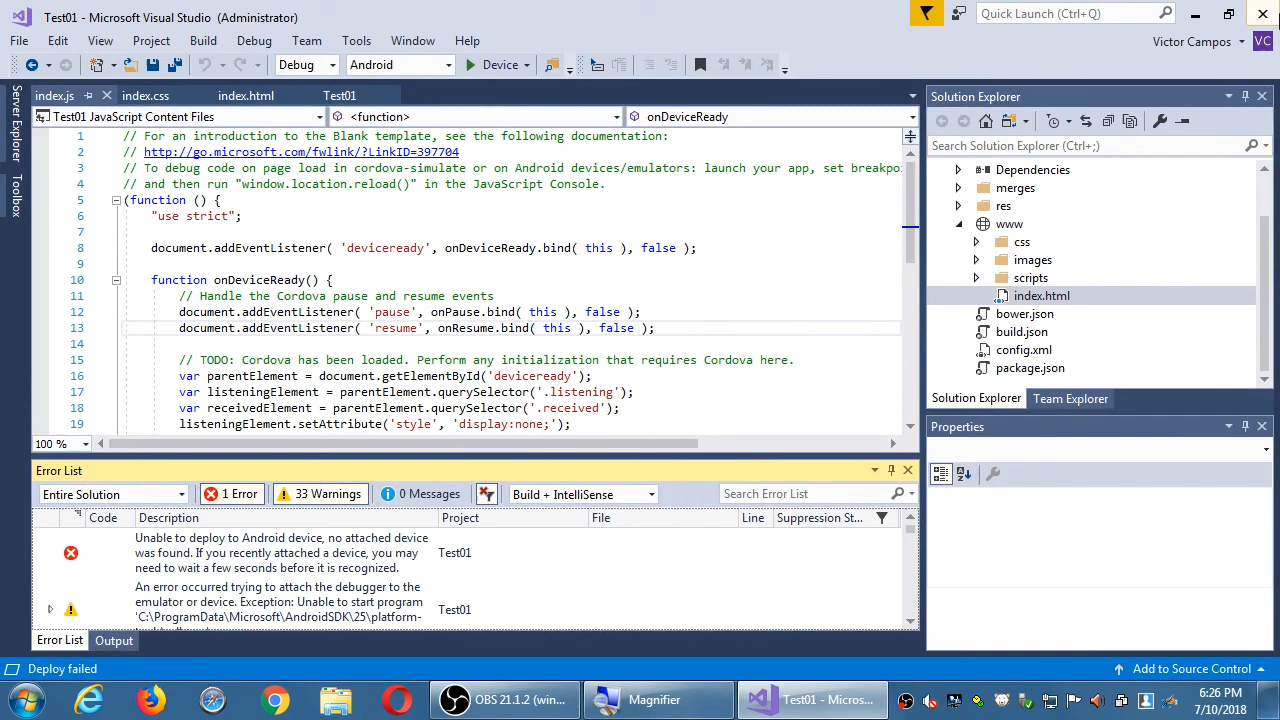 Test01 - Microsoft Visual Studio (Administrator)
Quick Launch (Ctrl+Q)
File Edit View Project Build Debug Team Tools Window Help
Victor Campos VC
Debug Android Device
Server Explorer
Toolbox
index.js index.css index.html Test01
Test01 JavaScript Content Files <function> onDeviceReady
1 // For an introduction to the Blank template, see the following documentation:
2 // http://go.microsoft.com/fwlink/?LinkID=397704
3 // To debug code on page load in cordova-simulate or on Android devices/emulators: launch your app, set breakpo
4 // and then run "window.location.reload()" in the JavaScript Console.
5 (function () {
6 "use strict";
7
8 document.addEventListener( 'deviceready', onDeviceReady.bind( this ), false );
9
10 function onDeviceReady() {
11 // Handle the Cordova pause and resume events
12 document.addEventListener( 'pause', onPause.bind( this ), false );
13 document.addEventListener( 'resume', onResume.bind( this ), false );
14
15 // TODO: Cordova has been loaded. Perform any initialization that requires Cordova here.
16 var parentElement = document.getElementById('deviceready');
17 var listeningElement = parentElement.querySelector('.listening');
18 var receivedElement = parentElement.querySelector('.received');
19 listeningElement.setAttribute('style', 'display:none;');
100 %
Solution Explorer
Search Solution Explorer (Ctrl+;)
Dependencies
merges
res
www
css
images
scripts
index.html
bower.json
build.json
config.xml
package.json
Solution Explorer Team Explorer
Properties
Error List
Entire Solution 1 Error 33 Warnings 0 Messages Build + IntelliSense Search Error List
Code Description Project File Line Suppression St...
Unable to deploy to Android device, no attached device
was found. If you recently attached a device, you may
need to wait a few seconds before it is recognized.
Test01
An error occurred trying to attach the debugger to the
emulator or device. Exception: Unable to start program
'C:\ProgramData\Microsoft\AndroidSDK\25\platform-
Test01
Error List Output
Deploy failed
Add to Source Control
OBS 21.1.2 (win... Magnifier Test01 - Micros...
6:26 PM
7/10/2018